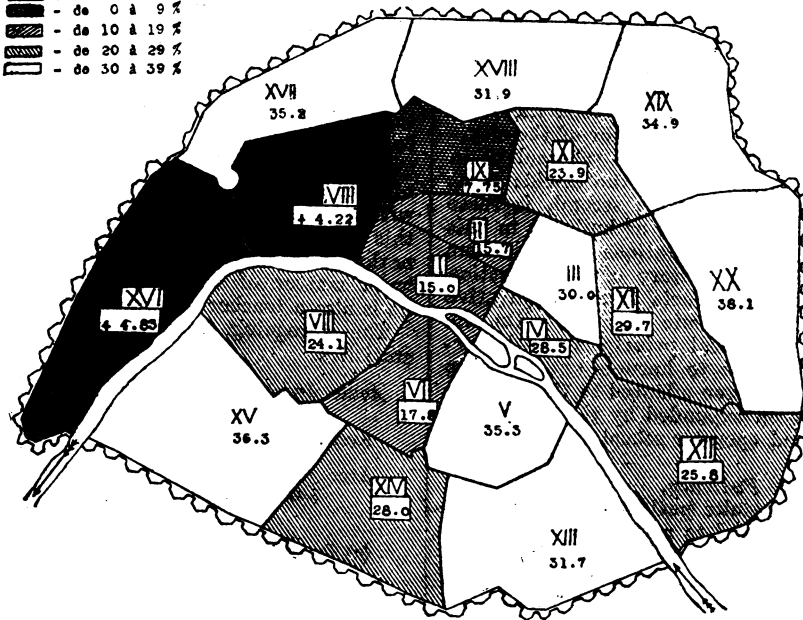 - de 0 à 9 %
- de 10 à 19 %
- de 20 à 29 %
- de 30 à 39 %
XVIII
31.9
XVII
35.2
XIX
34.9
X
23.9
IX
7.75
VIII
4.22
II
15.7
I
15.0
III
30.0
XI
29.7
XX
38.1
XVI
4.83
VII
24.1
IV
28.5
VI
17.8
V
35.3
XV
36.3
XII
25.8
XIV
28.0
XIII
31.7